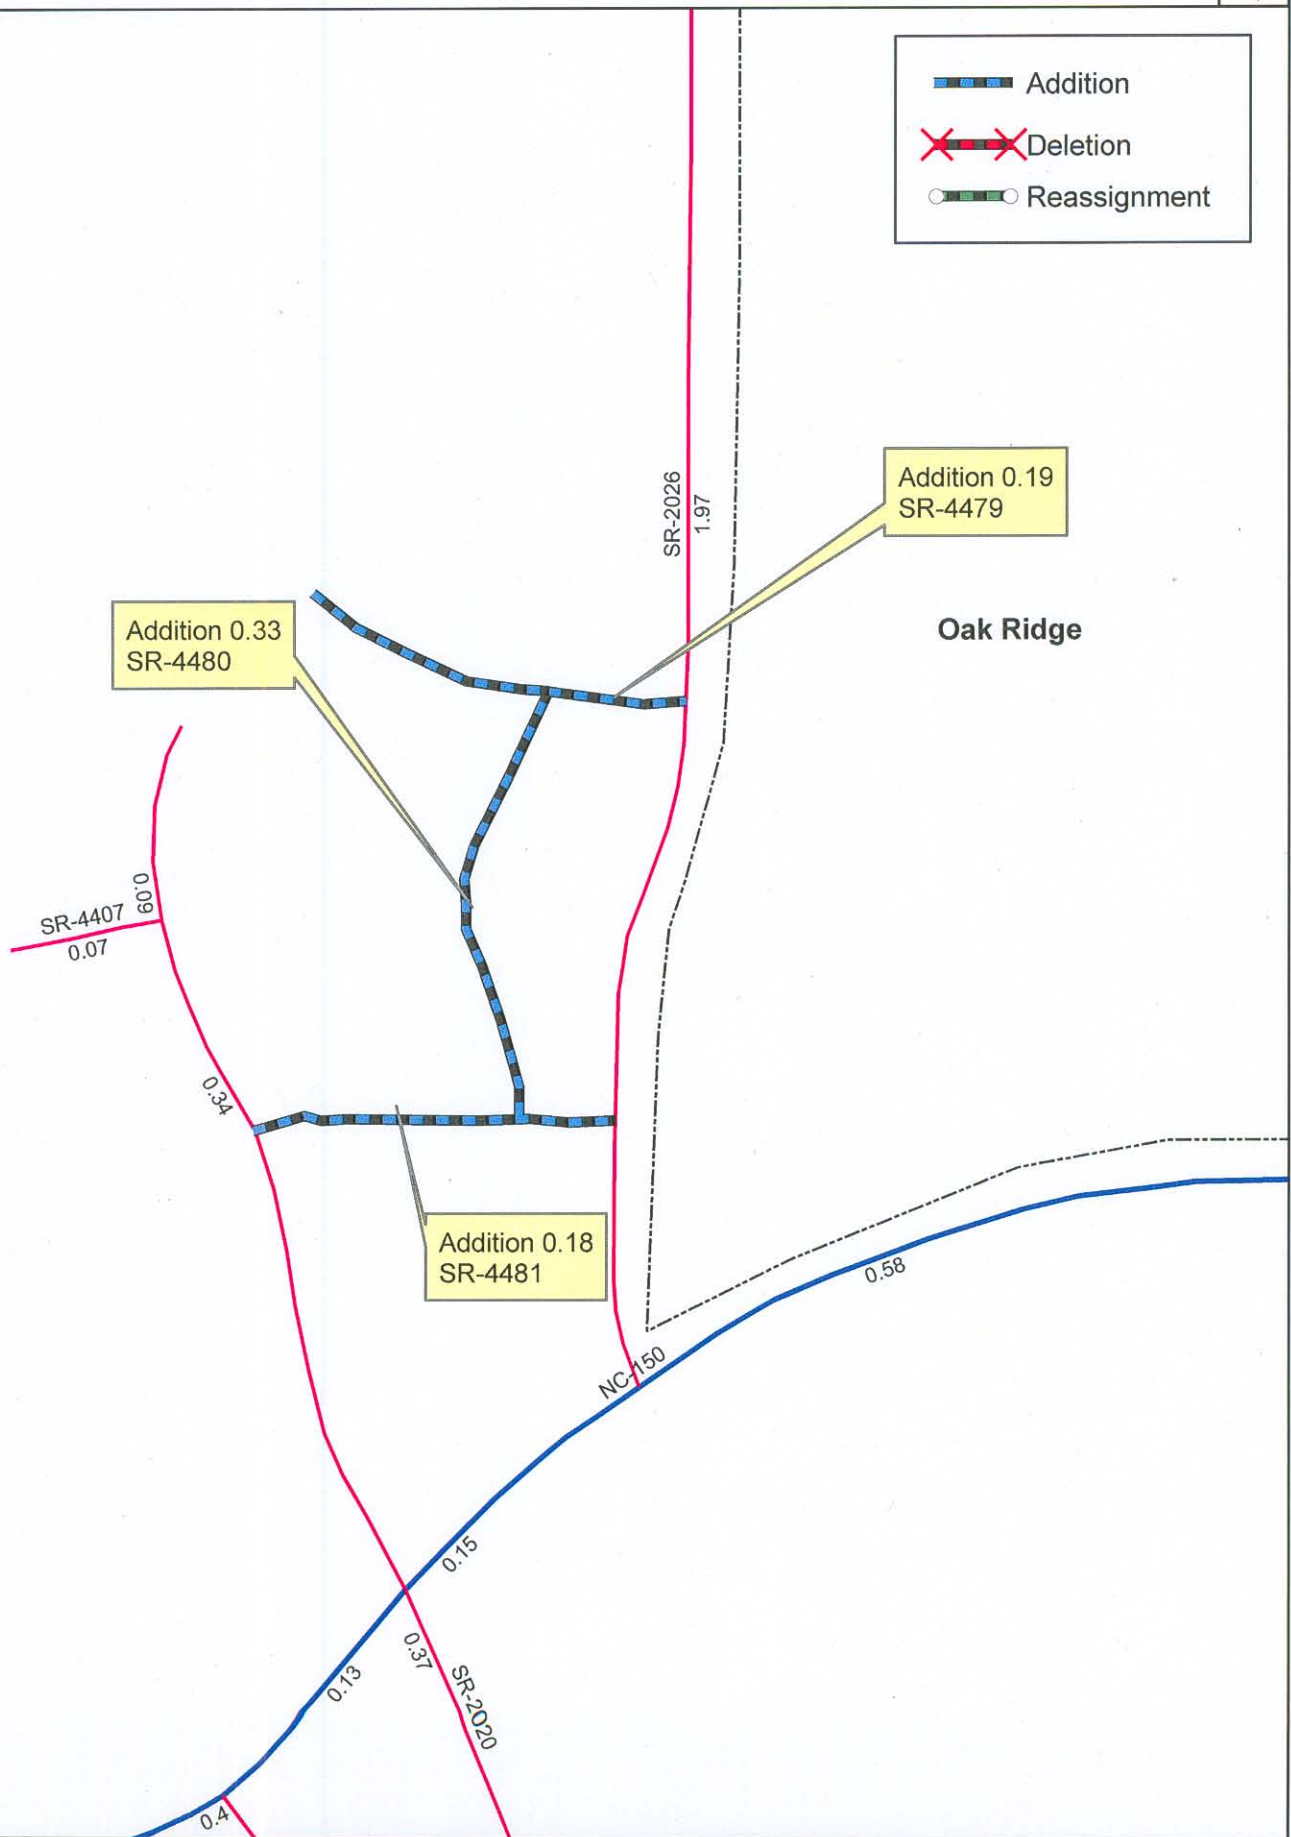 Addition
Deletion
Reassignment
SR-2026
1.97
Addition 0.19
SR-4479
Oak Ridge
Addition 0.33
SR-4480
0.09
SR-4407
0.07
0.34
Addition 0.18
SR-4481
0.58
NC-150
0.15
0.37
0.13
SR-2020
0.4